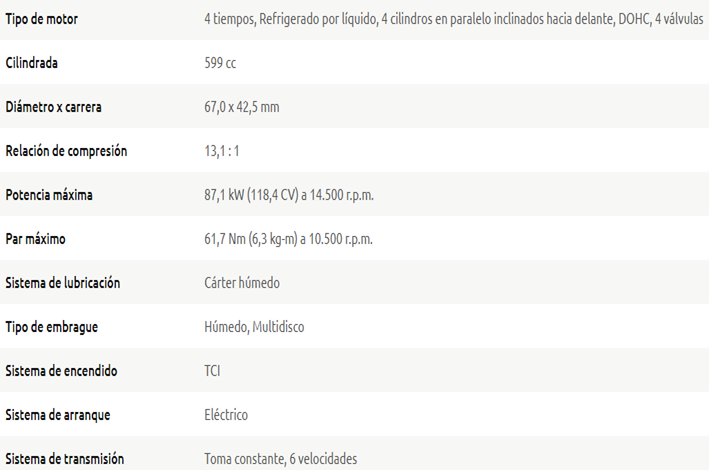 Tipo de motor 4 tiempos, Refrigerado por líquido, 4 cilindros en paralelo inclinados hacia delante, DOHC, 4 válvulas
Cilindrada 599 cc
Diámetro x carrera 67,0 x 42,5 mm
Relación de compresión 13,1 : 1
Potencia máxima 87,1 kW (118,4 CV) a 14.500 r.p.m.
Par máximo 61,7 Nm (6,3 kg-m) a 10.500 r.p.m.
Sistema de lubricación Cárter húmedo
Tipo de embrague Húmedo, Multidisco
Sistema de encendido TCI
Sistema de arranque Eléctrico
Sistema de transmisión Toma constante, 6 velocidades